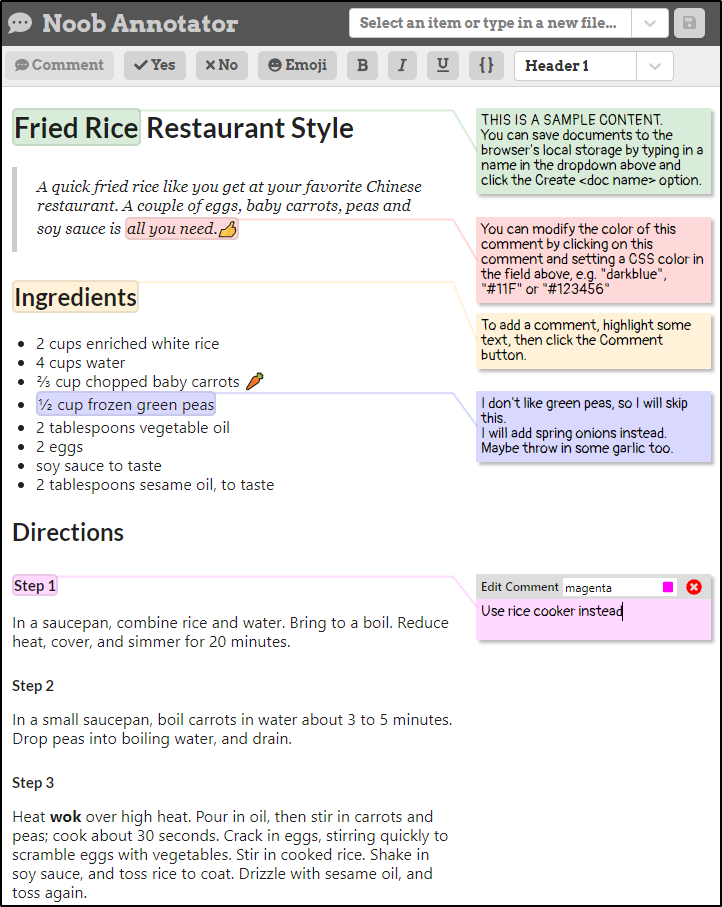 Noob Annotator
Select an item or type in a new file...
Comment
Yes
No
Emoji
B
I
U
{}
Header 1
Fried Rice Restaurant Style
A quick fried rice like you get at your favorite Chinese
restaurant. A couple of eggs, baby carrots, peas and
soy sauce is all you need.👍
Ingredients
• 2 cups enriched white rice
• 4 cups water
• ⅔ cup chopped baby carrots 🥕
• ½ cup frozen green peas
• 2 tablespoons vegetable oil
• 2 eggs
• soy sauce to taste
• 2 tablespoons sesame oil, to taste
Directions
Step 1
In a saucepan, combine rice and water. Bring to a boil. Reduce
heat, cover, and simmer for 20 minutes.
Step 2
In a small saucepan, boil carrots in water about 3 to 5 minutes.
Drop peas into boiling water, and drain.
Step 3
Heat wok over high heat. Pour in oil, then stir in carrots and
peas; cook about 30 seconds. Crack in eggs, stirring quickly to
scramble eggs with vegetables. Stir in cooked rice. Shake in
soy sauce, and toss rice to coat. Drizzle with sesame oil, and
toss again.
THIS IS A SAMPLE CONTENT.
You can save documents to the
browser's local storage by typing in a
name in the dropdown above and
click the Create <doc name> option.
You can modify the color of this
comment by clicking on this
comment and setting a CSS color in
the field above, e.g. "darkblue",
"#11F" or "#123456"
To add a comment, highlight some
text, then click the Comment
button.
I don't like green peas, so I will skip
this.
I will add spring onions instead.
Maybe throw in some garlic too.
Edit Comment
magenta
Use rice cooker instead